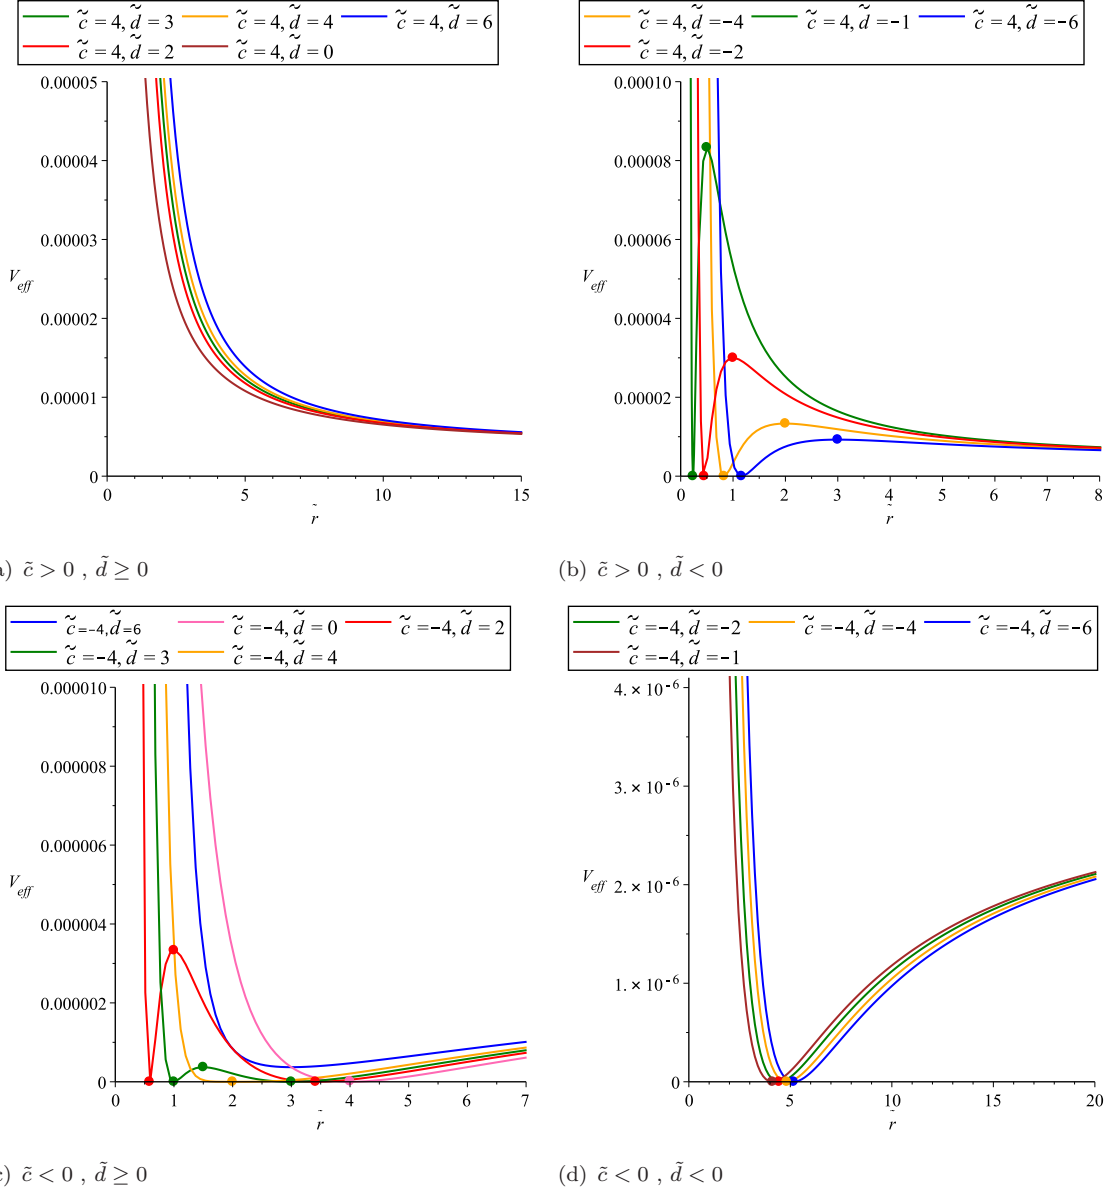 c̃ = 4, d̃ = 3 c̃ = 4, d̃ = 4 c̃ = 4, d̃ = 6
c̃ = 4, d̃ = 2 c̃ = 4, d̃ = 0
0.00005
0.00004
0.00003
V_eff
0.00002
0.00001
0
0 5 10 15
r̃
a) c̃ > 0 , d̃ ≥ 0
c̃ = 4, d̃ = −4 c̃ = 4, d̃ = −1 c̃ = 4, d̃ = −6
c̃ = 4, d̃ = −2
0.00010
0.00008
0.00006
V_eff
0.00004
0.00002
0
0 1 2 3 4 5 6 7 8
r̃
(b) c̃ > 0 , d̃ < 0
c̃ = −4, d̃ = 6 c̃ = −4, d̃ = 0 c̃ = −4, d̃ = 2
c̃ = −4, d̃ = 3 c̃ = −4, d̃ = 4
0.000010
0.000008
0.000006
V_eff
0.000004
0.000002
0
0 1 2 3 4 5 6 7
r̃
c) c̃ < 0 , d̃ ≥ 0
c̃ = −4, d̃ = −2 c̃ = −4, d̃ = −4 c̃ = −4, d̃ = −6
c̃ = −4, d̃ = −1
4. × 10⁻⁶
3. × 10⁻⁶
V_eff
2. × 10⁻⁶
1. × 10⁻⁶
0
0 5 10 15 20
r̃
(d) c̃ < 0 , d̃ < 0